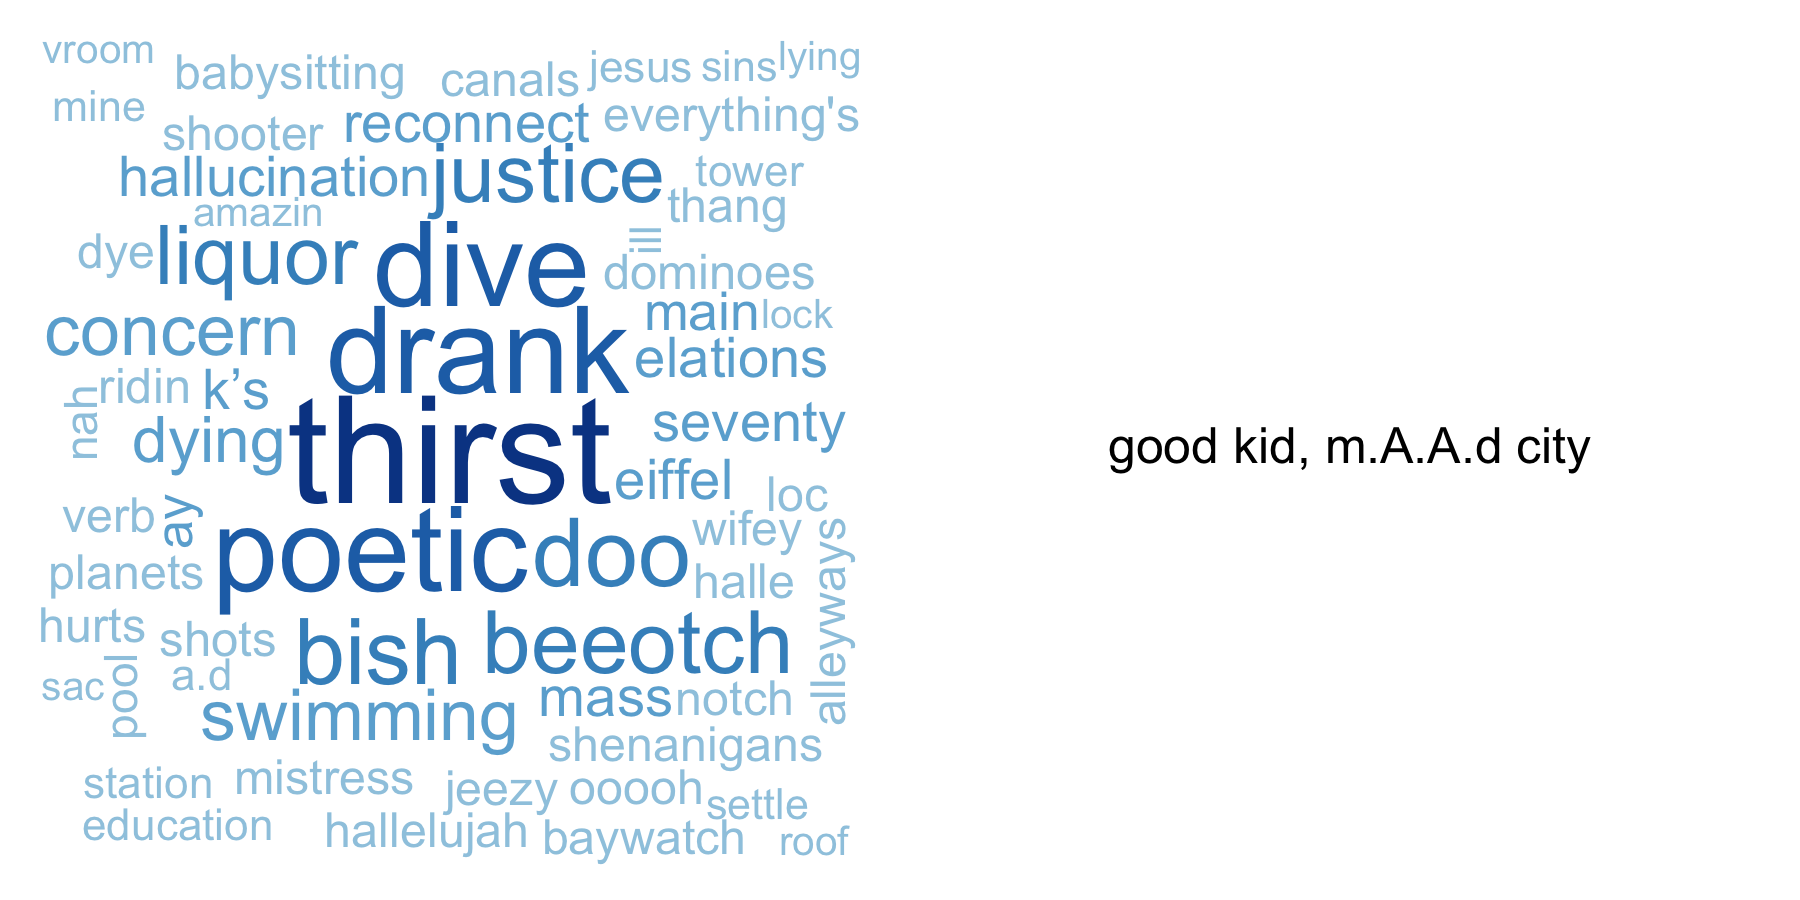 vroom
babysitting
canals
jesus
sins
lying
mine
shooter
reconnect
everything's
hallucination
justice
tower
amazin
thang
dye
liquor
dive
ill
dominoes
concern
drank
main
lock
elations
nah
ridin
k’s
dying
thirst
seventy
eiffel
loc
verb
ay
poetic
doo
wifey
alleyways
planets
halle
hurts
shots
bish
beeotch
sac
pool
a.d
swimming
mass
notch
shenanigans
station
mistress
jeezy
ooooh
settle
education
hallelujah
baywatch
roof
good kid, m.A.A.d city